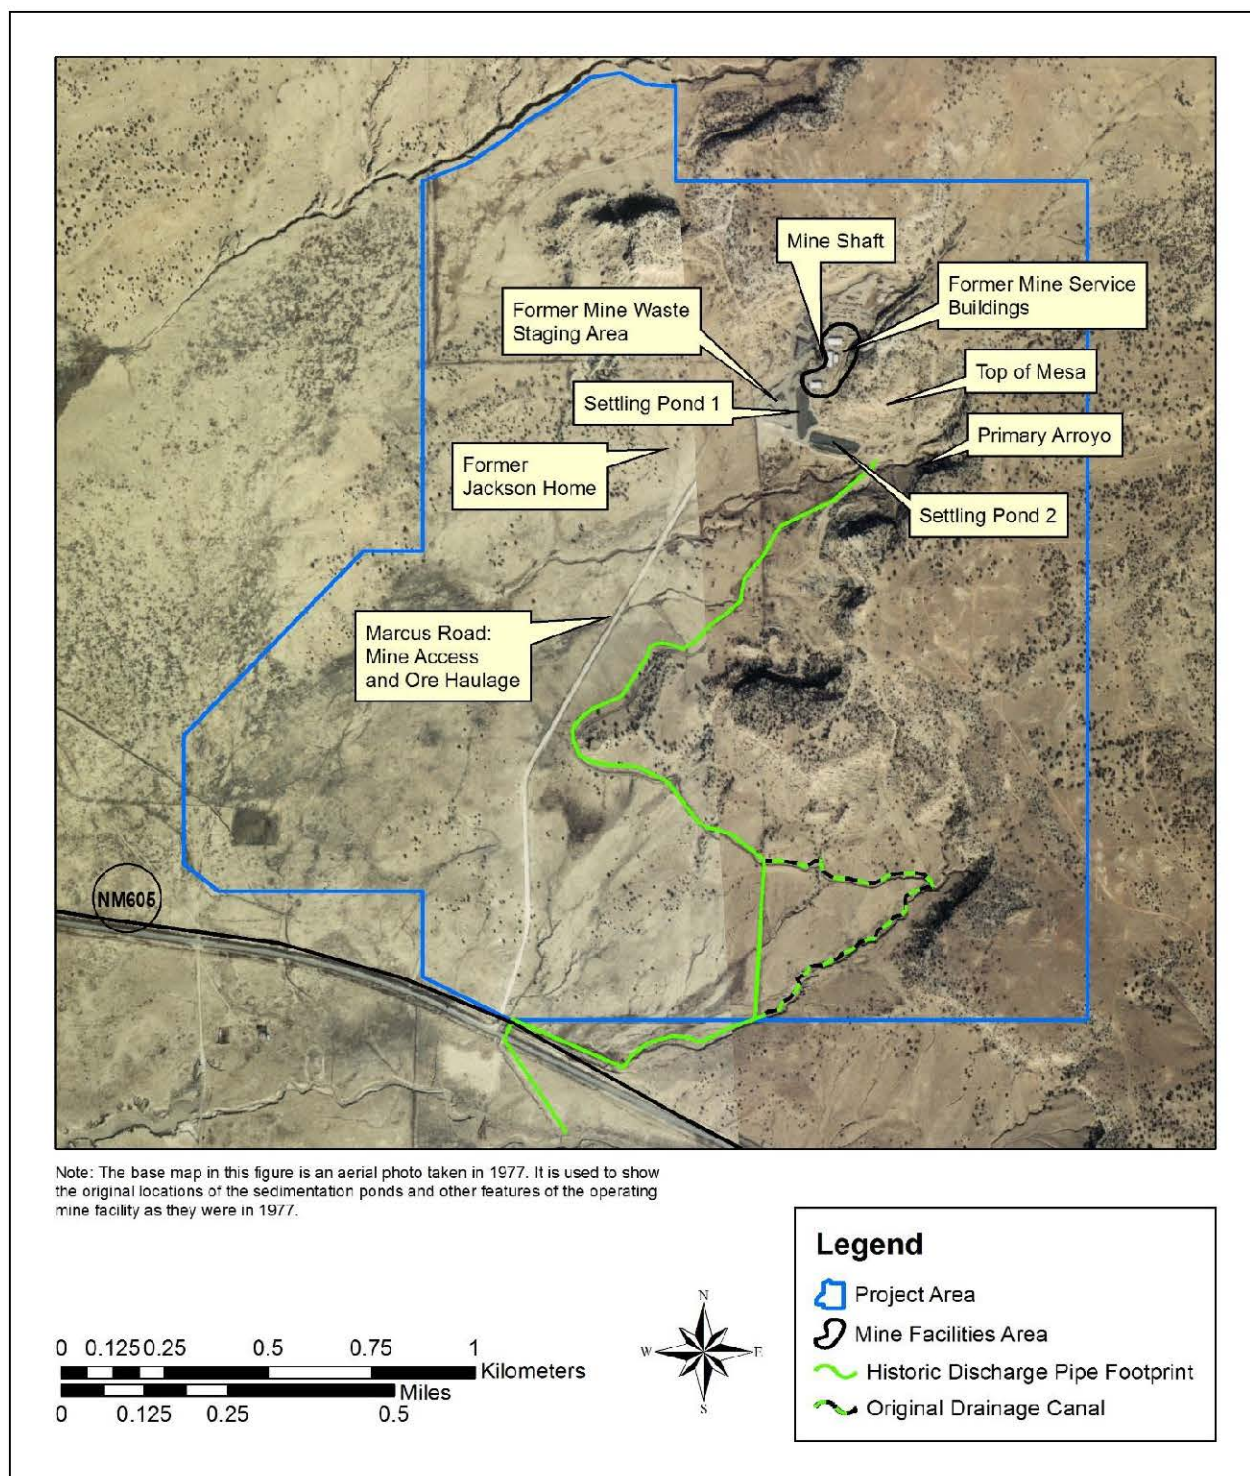 Mine Shaft
Former Mine Service
Buildings
Former Mine Waste
Staging Area
Top of Mesa
Settling Pond 1
Primary Arroyo
Former
Jackson Home
Settling Pond 2
Marcus Road:
Mine Access
and Ore Haulage
NM605
Note: The base map in this figure is an aerial photo taken in 1977. It is used to show
the original locations of the sedimentation ponds and other features of the operating
mine facility as they were in 1977.
0 0.125 0.25 0.5 0.75 1
Kilometers
Miles
0 0.125 0.25 0.5
N
W E
S
Legend
Project Area
Mine Facilities Area
Historic Discharge Pipe Footprint
Original Drainage Canal